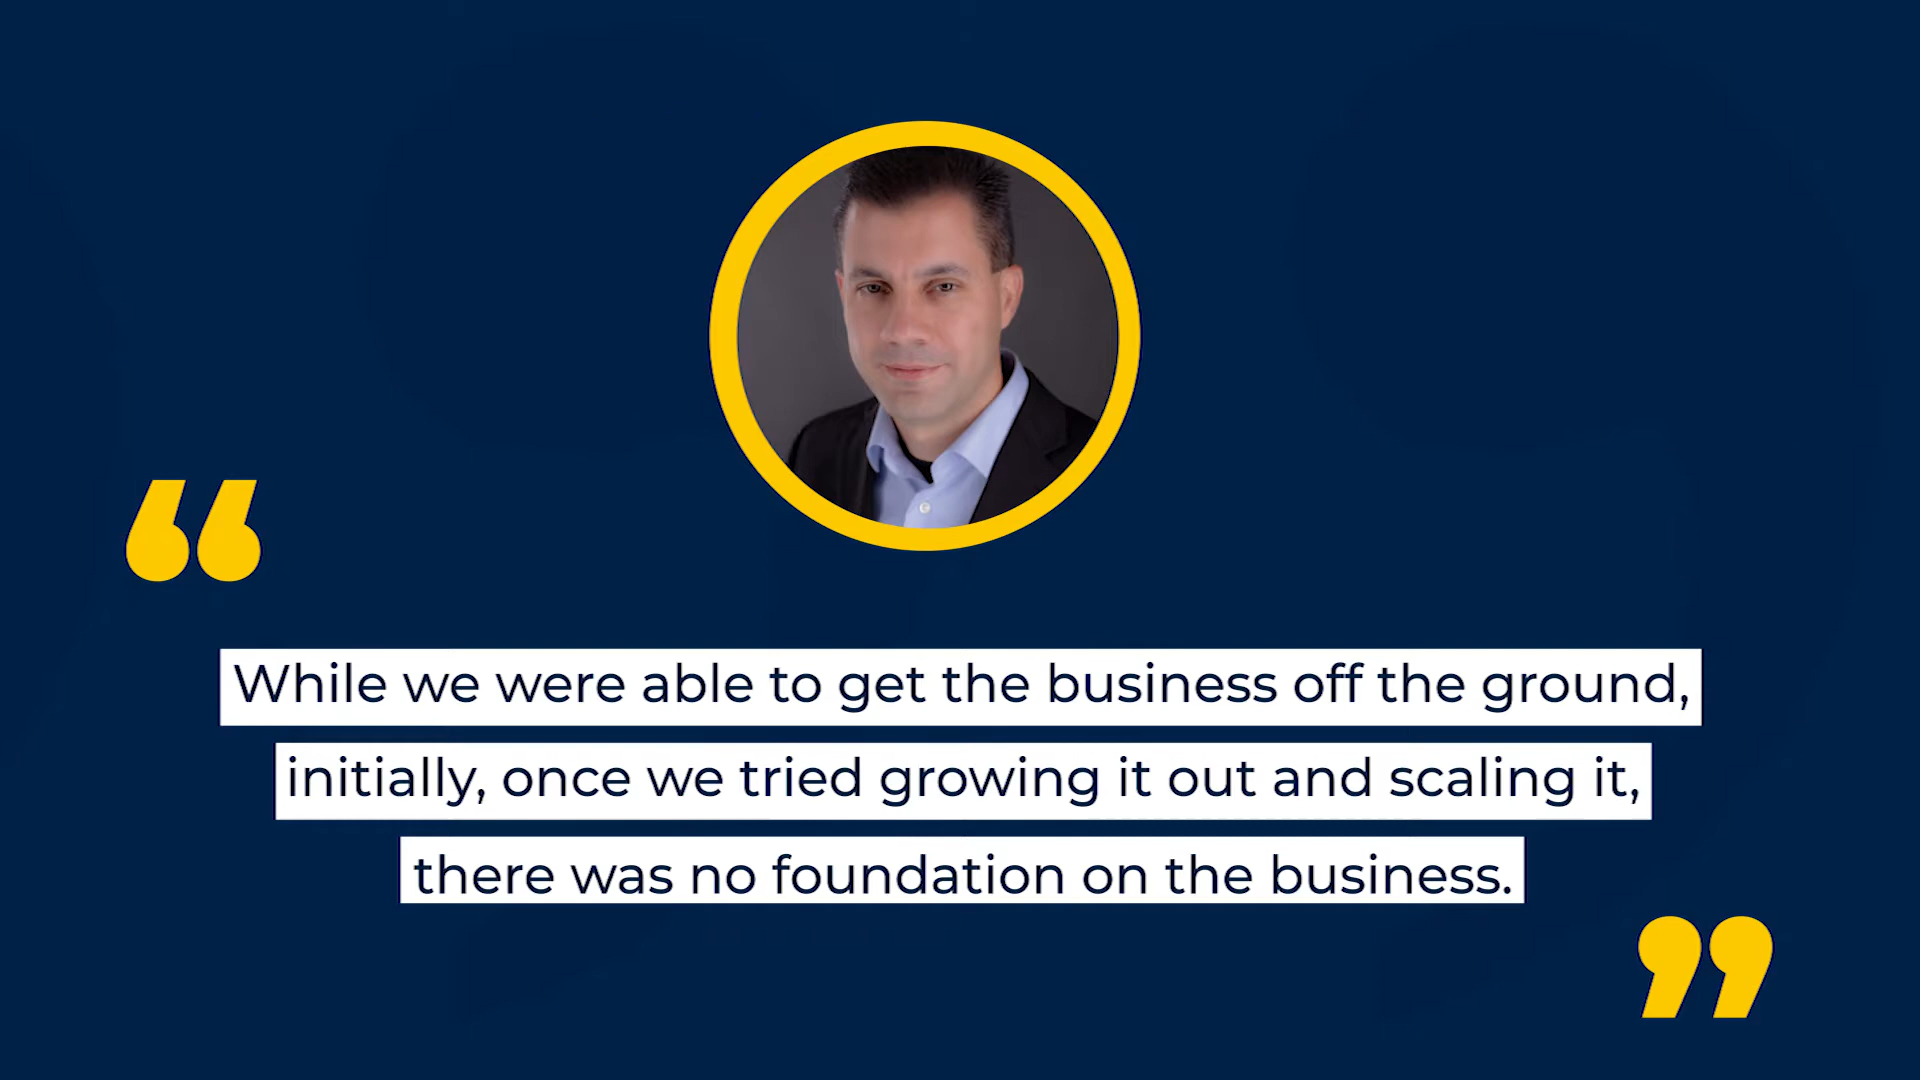 “
While we were able to get the business off the ground,
initially, once we tried growing it out and scaling it,
there was no foundation on the business.
”